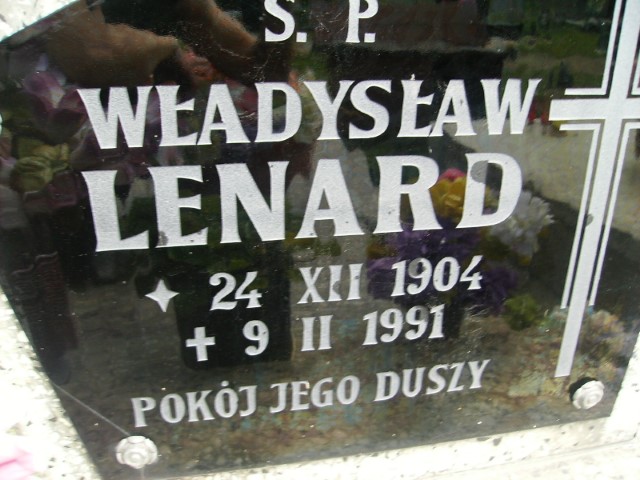 S. P.
WŁADYSŁAW
LENARD
24 XII 1904
9 II 1991
POKÓJ JEGO DUSZY